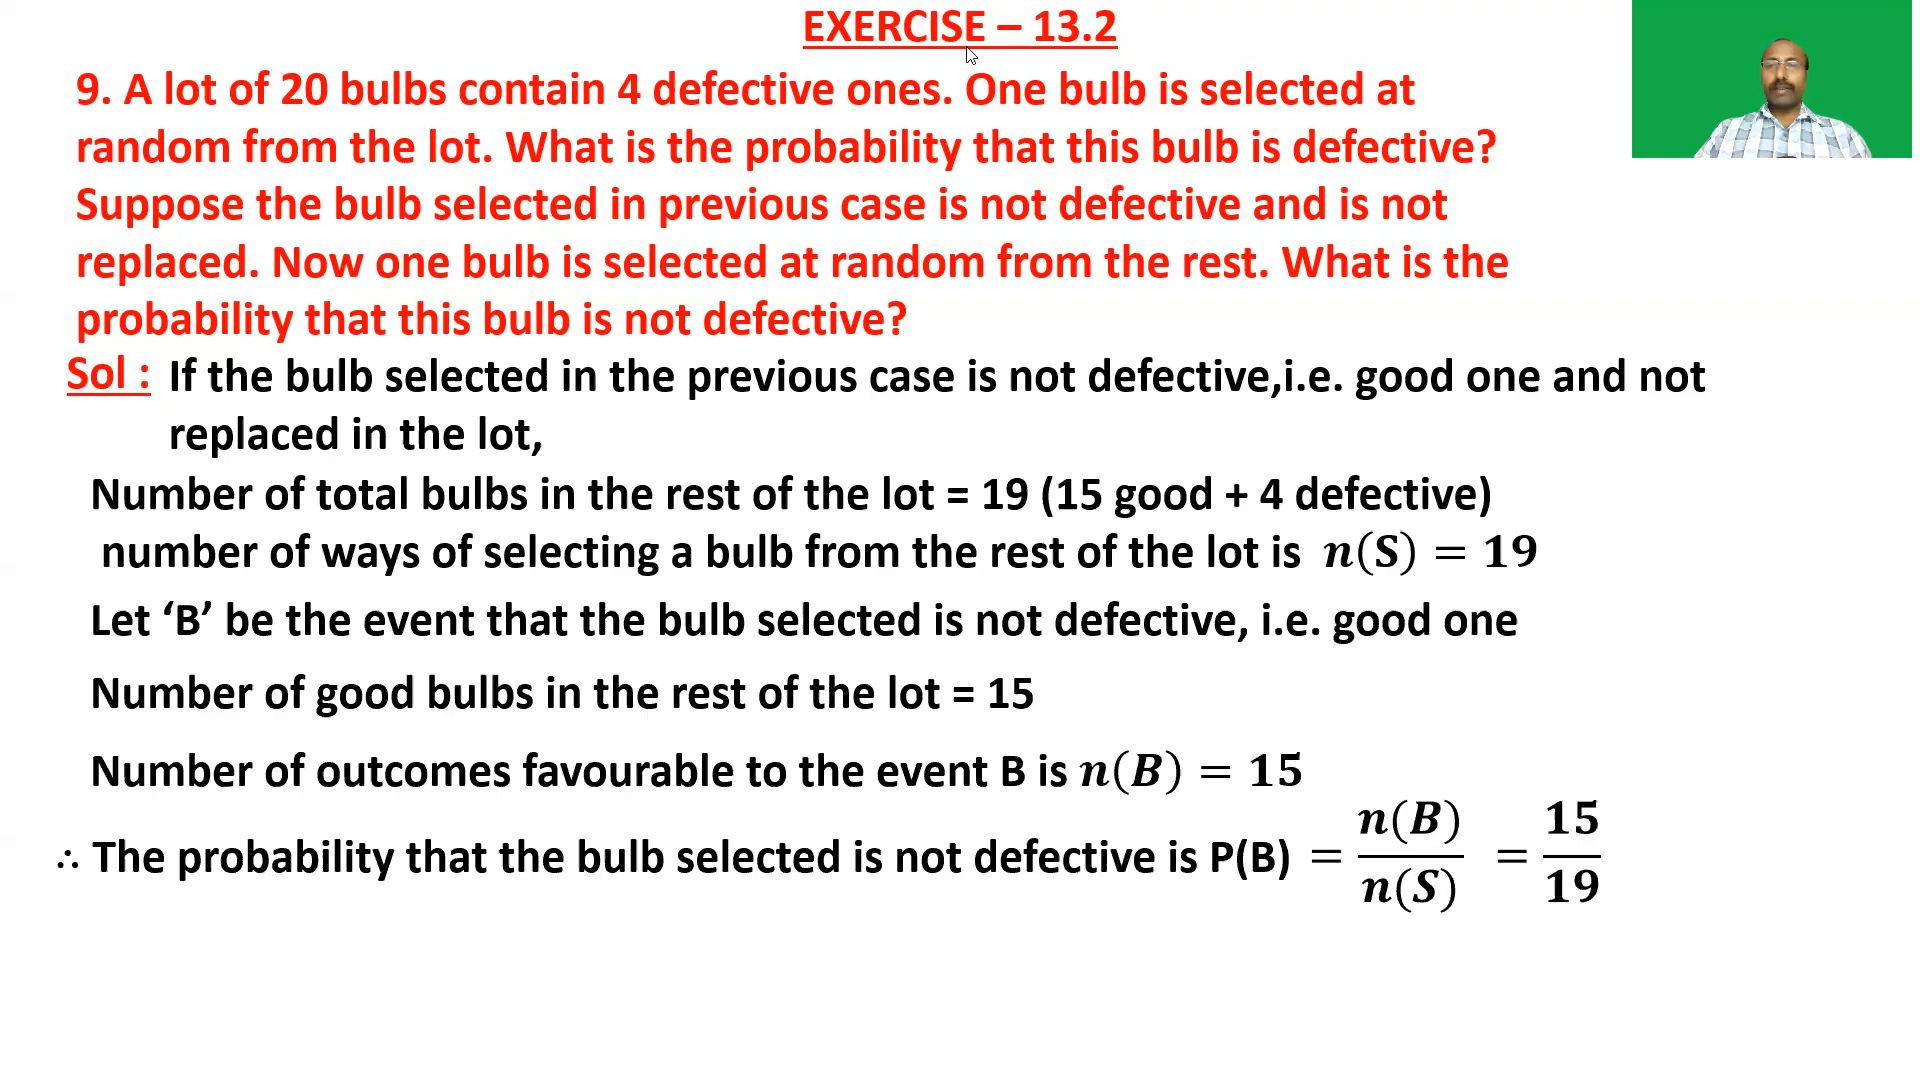 EXERCISE – 13.2
9. A lot of 20 bulbs contain 4 defective ones. One bulb is selected at
random from the lot. What is the probability that this bulb is defective?
Suppose the bulb selected in previous case is not defective and is not
replaced. Now one bulb is selected at random from the rest. What is the
probability that this bulb is not defective?
Sol : If the bulb selected in the previous case is not defective,i.e. good one and not
replaced in the lot,
Number of total bulbs in the rest of the lot = 19 (15 good + 4 defective)
number of ways of selecting a bulb from the rest of the lot is n(S) = 19
Let ‘B’ be the event that the bulb selected is not defective, i.e. good one
Number of good bulbs in the rest of the lot = 15
Number of outcomes favourable to the event B is n(B) = 15
∴ The probability that the bulb selected is not defective is P(B) = n(B)/n(S) = 15/19